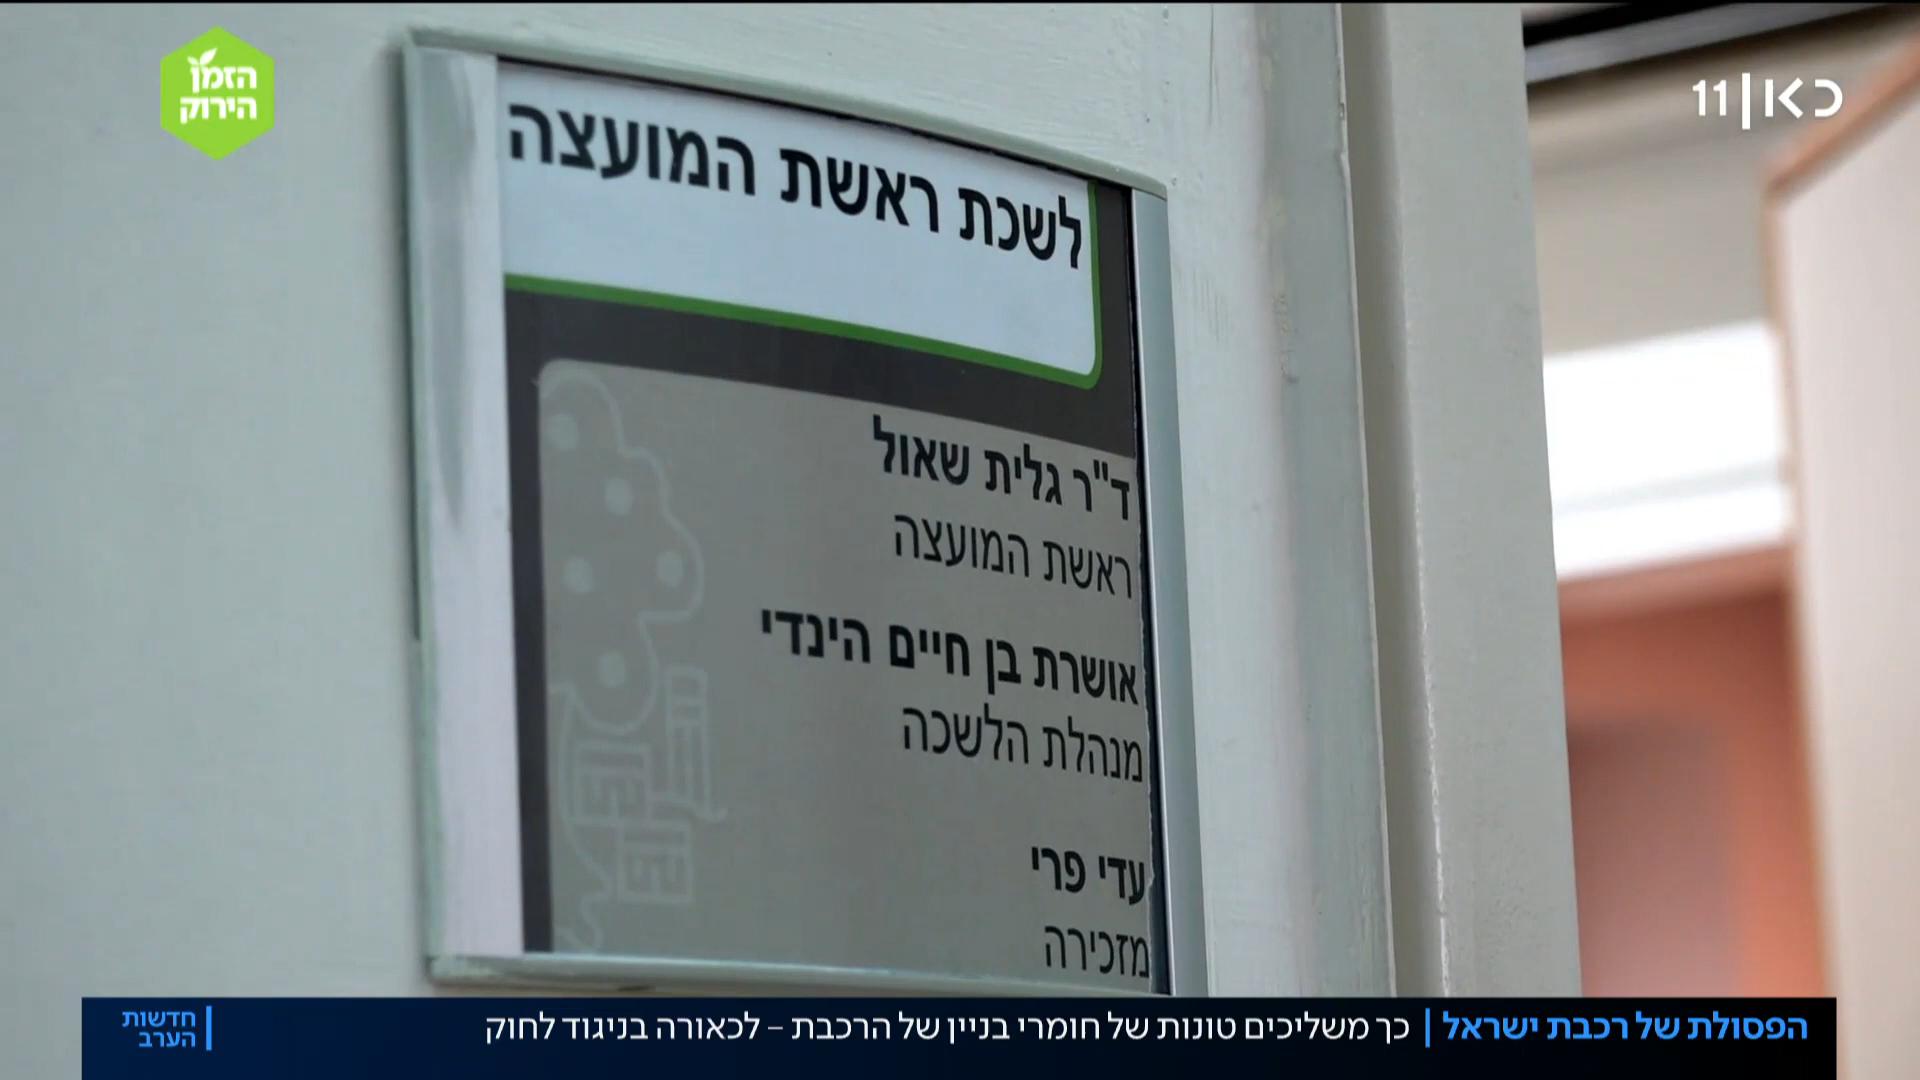 הזמן
הירוק
כאן 11
לשכת ראשת המועצה
ד"ר גלית שאול
ראשת המועצה
אושרת בן חיים הינדי
מנהלת הלשכה
עדי פרי
מזכירה
הפסולת של רכבת ישראל | כך משליכים טונות של חומרי בניין של הרכבת – לכאורה בניגוד לחוק
חדשות
הערב